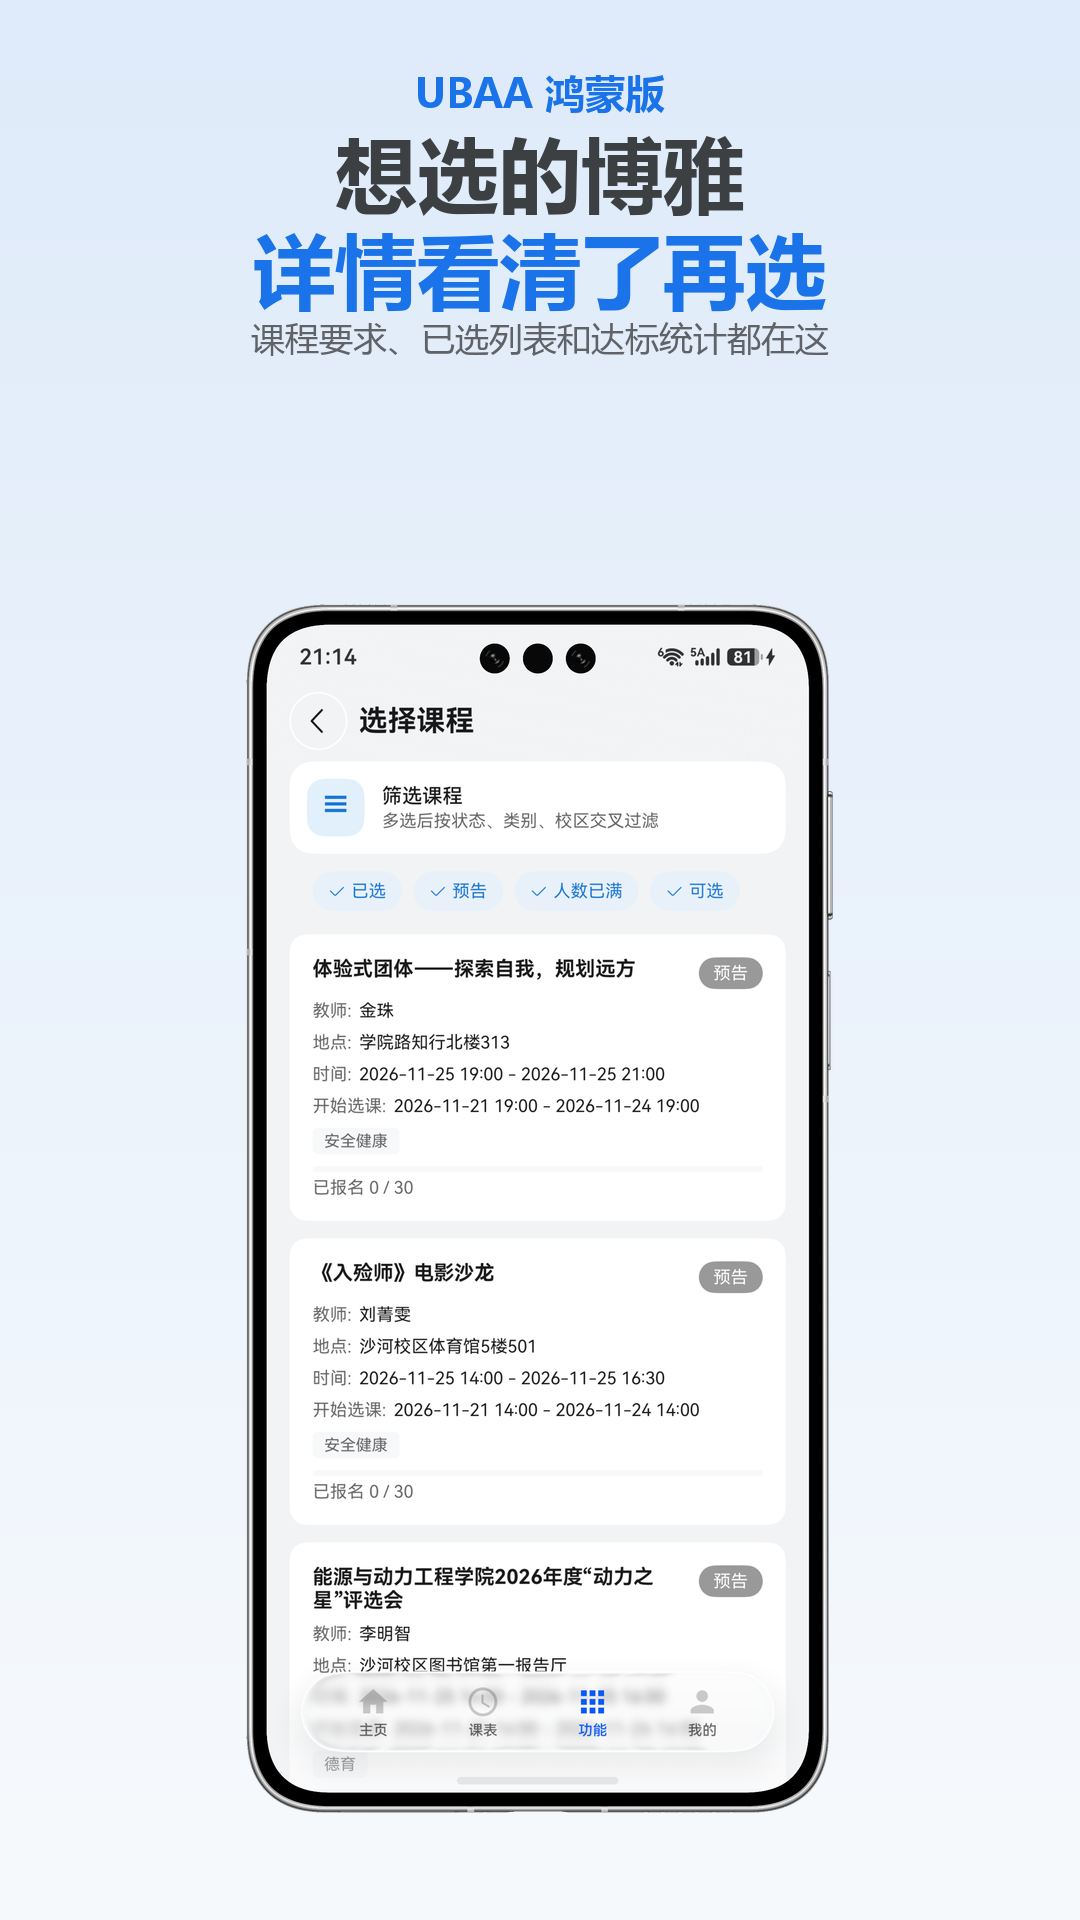 UBAA 鸿蒙版
想选的博雅
详情看清了再选
课程要求、已选列表和达标统计都在这
21:14
6 5A 81
选择课程
筛选课程
多选后按状态、类别、校区交叉过滤
已选 预告 人数已满 可选
体验式团体——探索自我，规划远方 预告
教师: 金珠
地点: 学院路知行北楼313
时间: 2026-11-25 19:00 - 2026-11-25 21:00
开始选课: 2026-11-21 19:00 - 2026-11-24 19:00
安全健康
已报名 0 / 30
《入殓师》电影沙龙 预告
教师: 刘菁雯
地点: 沙河校区体育馆5楼501
时间: 2026-11-25 14:00 - 2026-11-25 16:30
开始选课: 2026-11-21 14:00 - 2026-11-24 14:00
安全健康
已报名 0 / 30
能源与动力工程学院2026年度“动力之 预告
星”评选会
教师: 李明智
地点: 沙河校区图书馆第一报告厅
主页 课表 功能 我的
德育